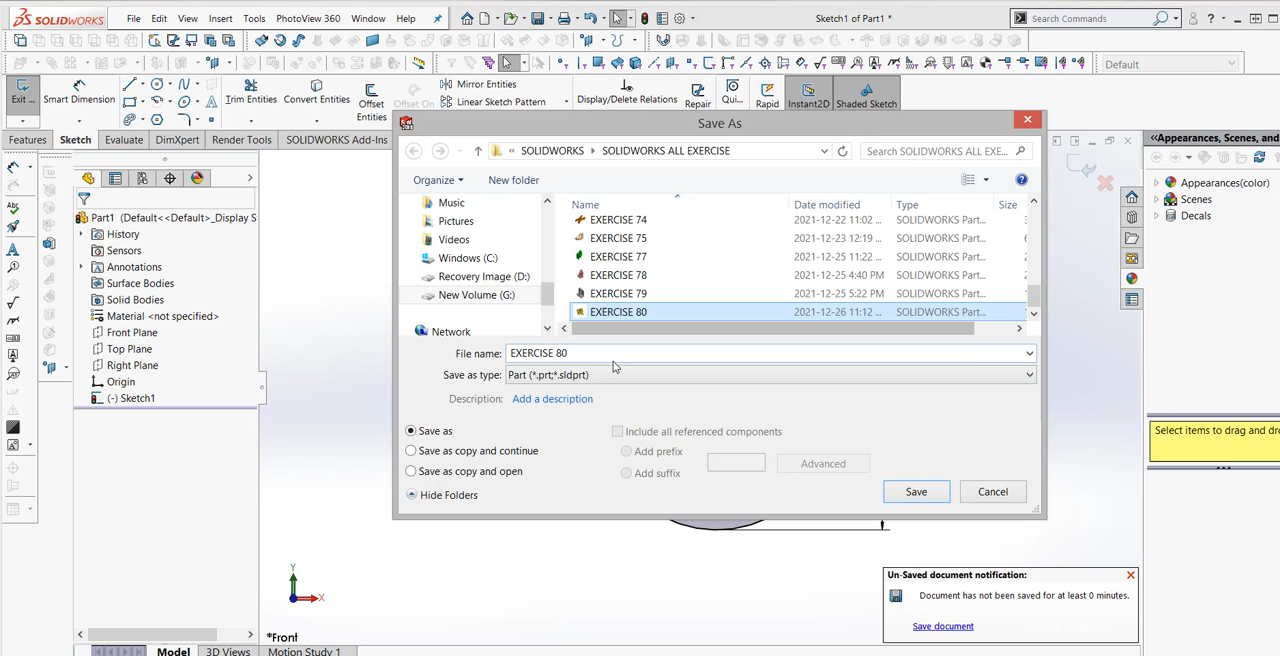 SOLIDWORKS File Edit View Insert Tools PhotoView 360 Window Help Sketch1 of Part1 * Search Commands ?
Default
Exit ... Smart Dimension Trim Entities Convert Entities Offset Entities Offset On Mirror Entities Linear Sketch Pattern Display/Delete Relations Repair Qui... Rapid Instant2D Shaded Sketch
Features Sketch Evaluate DimXpert Render Tools SOLIDWORKS Add-Ins
Save As
<<Appearances, Scenes, and
« SOLIDWORKS SOLIDWORKS ALL EXERCISE Search SOLIDWORKS ALL EXE...
Organize New folder
Appearances(color)
Scenes
Decals
Part1 (Default<<Default>_Display S
History
Sensors
Annotations
Surface Bodies
Solid Bodies
Material <not specified>
Front Plane
Top Plane
Right Plane
Origin
(-) Sketch1
Music
Pictures
Videos
Windows (C:)
Recovery Image (D:)
New Volume (G:)
Network
Name Date modified Type Size
EXERCISE 74 2021-12-22 11:02 ... SOLIDWORKS Part...
EXERCISE 75 2021-12-23 12:19 ... SOLIDWORKS Part...
EXERCISE 77 2021-12-25 11:22 ... SOLIDWORKS Part...
EXERCISE 78 2021-12-25 4:40 PM SOLIDWORKS Part...
EXERCISE 79 2021-12-25 5:22 PM SOLIDWORKS Part...
EXERCISE 80 2021-12-26 11:12 ... SOLIDWORKS Part...
File name: EXERCISE 80
Save as type: Part (*.prt;*.sldprt)
Description: Add a description
Save as
Save as copy and continue
Save as copy and open
Include all referenced components
Add prefix
Add suffix
Advanced
Hide Folders
Save Cancel
Select items to drag and dr
Un-Saved document notification:
Document has not been saved for at least 0 minutes.
Save document
Y
X
*Front
Model 3D Views Motion Study 1